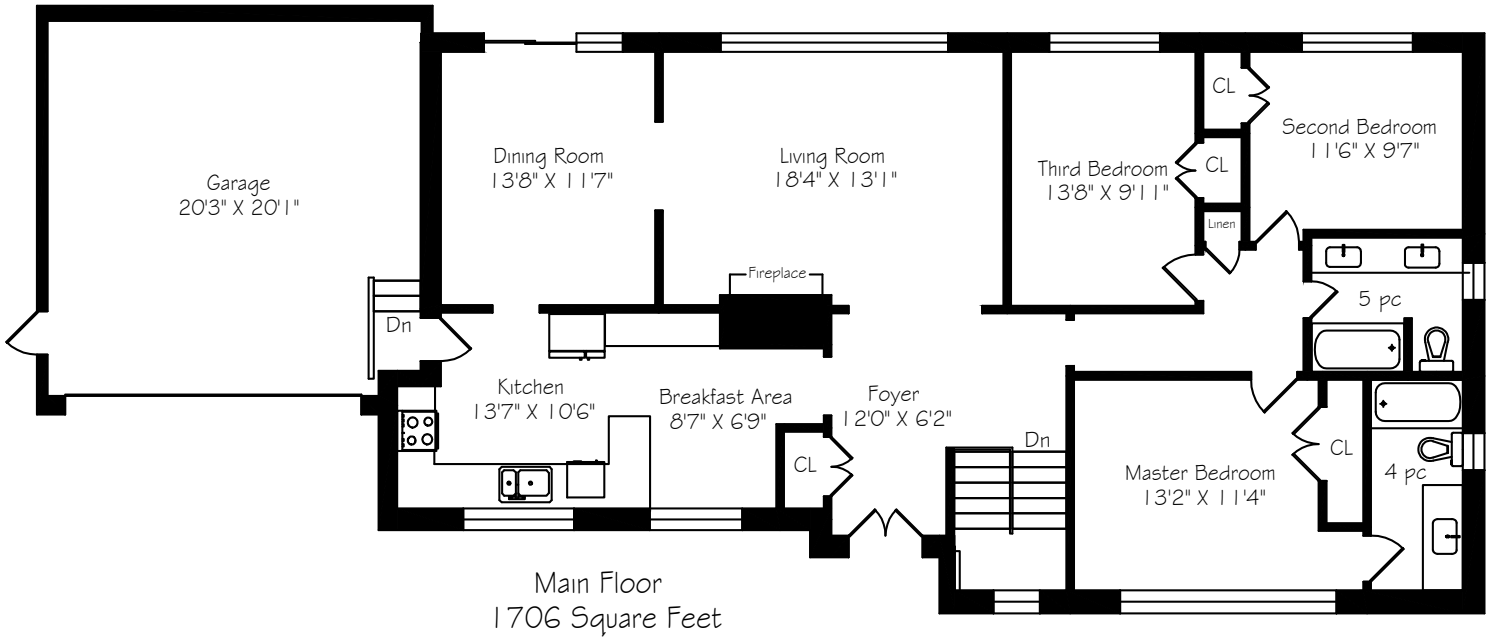 Garage
20'3" X 20'1"
Dn
Dining Room
13'8" X 11'7"
Living Room
18'4" X 13'1"
Fireplace
Third Bedroom
13'8" X 9'11"
CL
CL
Linen
Second Bedroom
11'6" X 9'7"
5 pc
Kitchen
13'7" X 10'6"
Breakfast Area
8'7" X 6'9"
Foyer
12'0" X 6'2"
CL
Dn
Master Bedroom
13'2" X 11'4"
CL
4 pc
Main Floor
1706 Square Feet